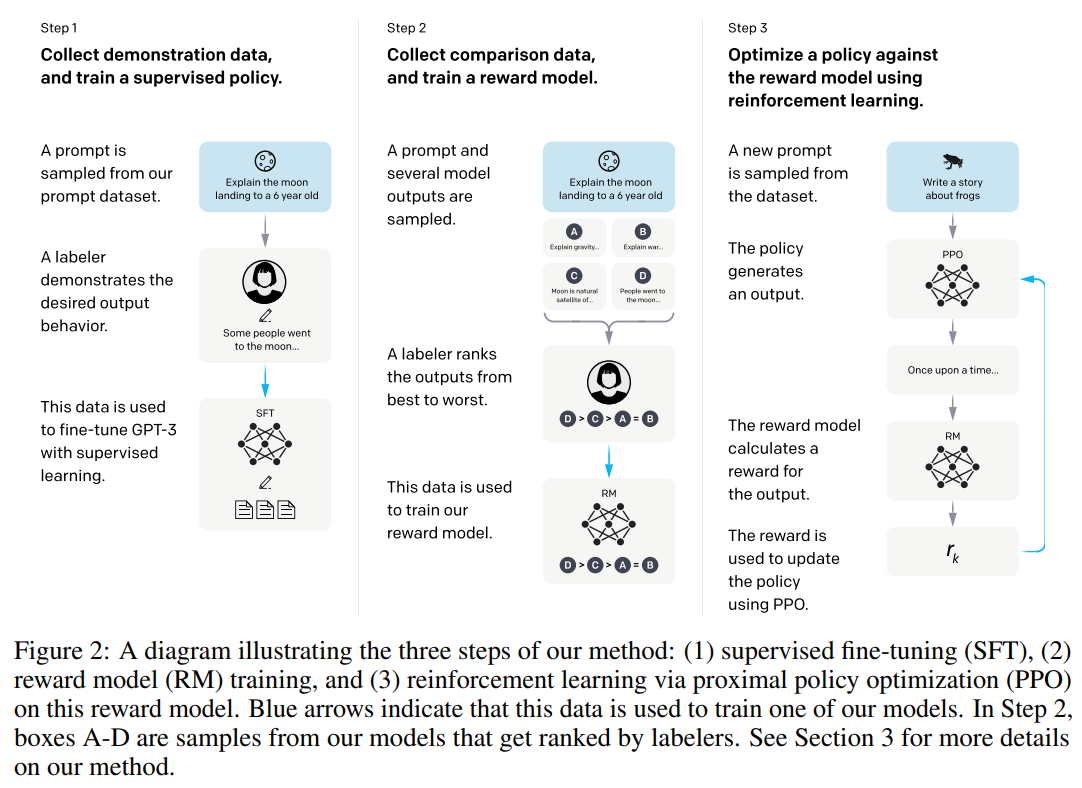 Step 1
Collect demonstration data,
and train a supervised policy.
A prompt is
sampled from our
prompt dataset.
Explain the moon
landing to a 6 year old
A labeler
demonstrates the
desired output
behavior.
Some people went
to the moon...
This data is used
to fine-tune GPT-3
with supervised
learning.
SFT
Step 2
Collect comparison data,
and train a reward model.
A prompt and
several model
outputs are
sampled.
Explain the moon
landing to a 6 year old
A
Explain gravity...
B
Explain war...
C
Moon is natural
satellite of...
D
People went to
the moon...
A labeler ranks
the outputs from
best to worst.
D > C > A = B
This data is used
to train our
reward model.
RM
D > C > A = B
Step 3
Optimize a policy against
the reward model using
reinforcement learning.
A new prompt
is sampled from
the dataset.
Write a story
about frogs
The policy
generates
an output.
PPO
Once upon a time...
The reward model
calculates a
reward for
the output.
RM
The reward is
used to update
the policy
using PPO.
r_k
Figure 2: A diagram illustrating the three steps of our method: (1) supervised fine-tuning (SFT), (2)
reward model (RM) training, and (3) reinforcement learning via proximal policy optimization (PPO)
on this reward model. Blue arrows indicate that this data is used to train one of our models. In Step 2,
boxes A-D are samples from our models that get ranked by labelers. See Section 3 for more details
on our method.